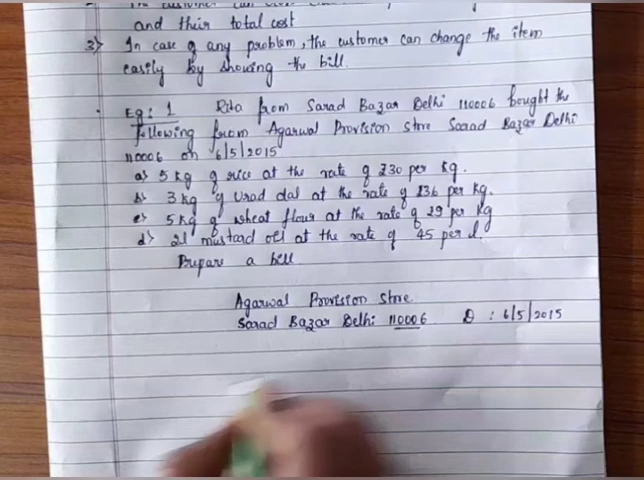 and their total cost
3) In case of any problem, the customer can change the item
easily by showing the bill.
Eg: 1 Rita from Sarad Bazar Delhi 110006 bought the
following from Agarwal Provision store Sarad Bazar Delhi
110006 on 6/5/2015
a) 5 kg of rice at the rate of ₹30 per kg.
b) 3 kg of Urad dal at the rate of ₹36 per kg.
c) 5 kg of wheat flour at the rate of 29 per kg
d) 2l mustard oil at the rate of 45 per l.
Prepare a bill
Agarwal Provision Store
Sarad Bazar Delhi 110006 D : 6/5/2015